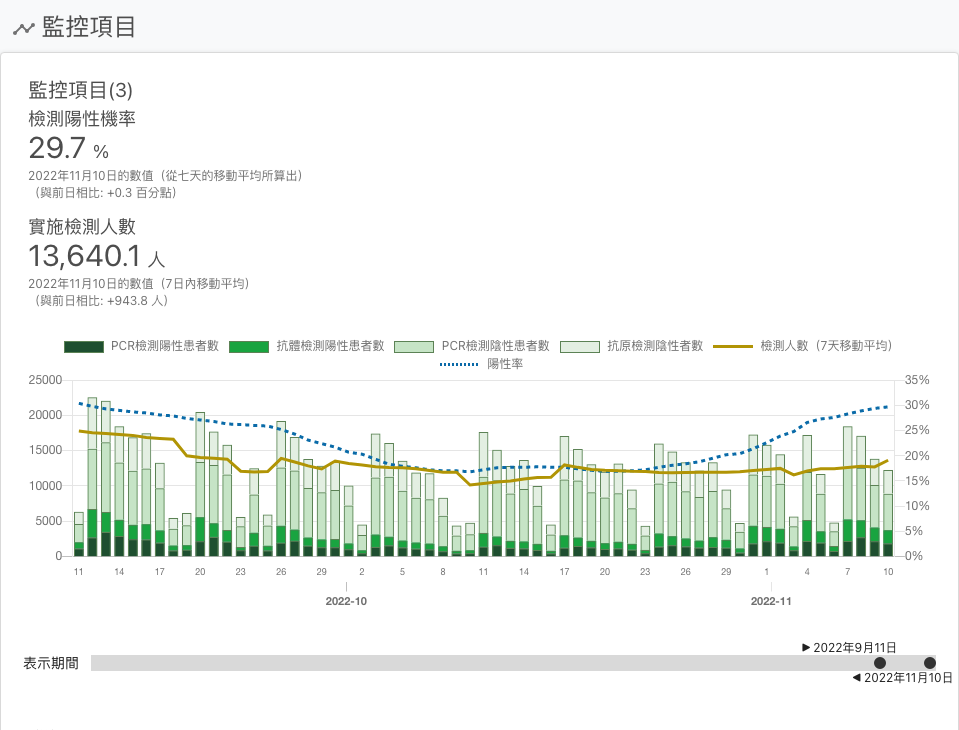 監控項目
監控項目(3)
檢測陽性機率
29.7 %
2022年11月10日的數值（從七天的移動平均所算出）
（與前日相比: +0.3 百分點）
實施檢測人數
13,640.1 人
2022年11月10日的數值（7日內移動平均）
（與前日相比: +943.8 人）
PCR檢測陽性患者數 抗體檢測陽性患者數 PCR檢測陰性患者數 抗原檢測陰性者數 檢測人數（7天移動平均）
陽性率
25000 35%
20000 30%
25%
15000 20%
10000 15%
10%
5000 5%
0 0%
11 14 17 20 23 26 29 2 5 8 11 14 17 20 23 26 29 1 4 7 10
2022-10 2022-11
▶ 2022年9月11日
表示期間
◀ 2022年11月10日